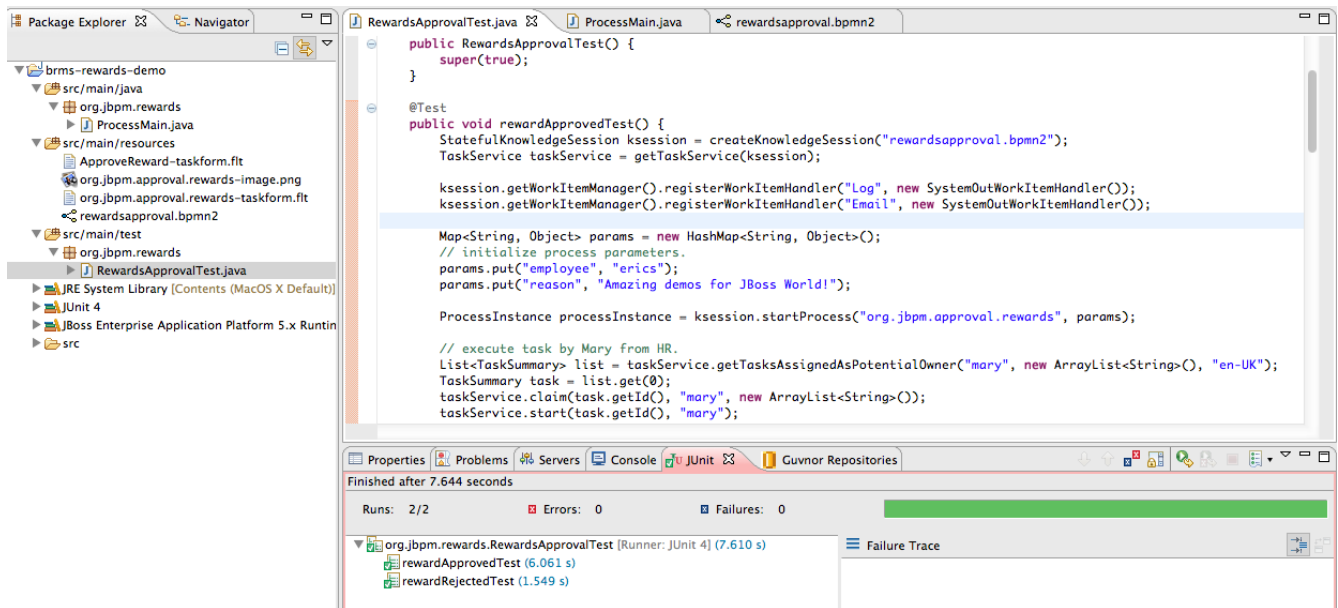 Package Explorer
Navigator
brms-rewards-demo
src/main/java
org.jbpm.rewards
ProcessMain.java
src/main/resources
ApproveReward-taskform.flt
org.jbpm.approval.rewards-image.png
org.jbpm.approval.rewards-taskform.flt
rewardsapproval.bpmn2
src/main/test
org.jbpm.rewards
RewardsApprovalTest.java
JRE System Library [Contents (MacOS X Default)]
JUnit 4
JBoss Enterprise Application Platform 5.x Runtin
src
RewardsApprovalTest.java
ProcessMain.java
rewardsapproval.bpmn2
public RewardsApprovalTest() {
super(true);
}
@Test
public void rewardApprovedTest() {
StatefulKnowledgeSession ksession = createKnowledgeSession("rewardsapproval.bpmn2");
TaskService taskService = getTaskService(ksession);
ksession.getWorkItemManager().registerWorkItemHandler("Log", new SystemOutWorkItemHandler());
ksession.getWorkItemManager().registerWorkItemHandler("Email", new SystemOutWorkItemHandler());
Map<String, Object> params = new HashMap<String, Object>();
// initialize process parameters.
params.put("employee", "erics");
params.put("reason", "Amazing demos for JBoss World!");
ProcessInstance processInstance = ksession.startProcess("org.jbpm.approval.rewards", params);
// execute task by Mary from HR.
List<TaskSummary> list = taskService.getTasksAssignedAsPotentialOwner("mary", new ArrayList<String>(), "en-UK");
TaskSummary task = list.get(0);
taskService.claim(task.getId(), "mary", new ArrayList<String>());
taskService.start(task.getId(), "mary");
Properties
Problems
Servers
Console
JUnit
Guvnor Repositories
Finished after 7.644 seconds
Runs: 2/2
Errors: 0
Failures: 0
org.jbpm.rewards.RewardsApprovalTest [Runner: JUnit 4] (7.610 s)
rewardApprovedTest (6.061 s)
rewardRejectedTest (1.549 s)
Failure Trace